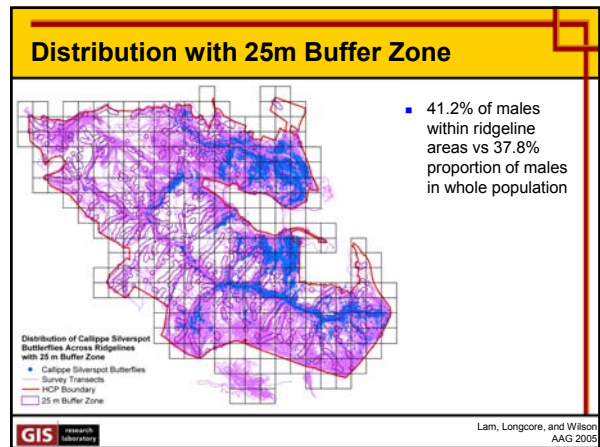 Distribution with 25m Buffer Zone
41.2% of males
within ridgeline
areas vs 37.8%
proportion of males
in whole population
Distribution of Callippe Silverspot
Buttlerflies Across Ridgelines
with 25 m Buffer Zone
Callippe Silverspot Butterflies
Survey Transects
HCP Boundary
25 m Buffer Zone
GIS research laboratory
Lam, Longcore, and Wilson
AAG 2005